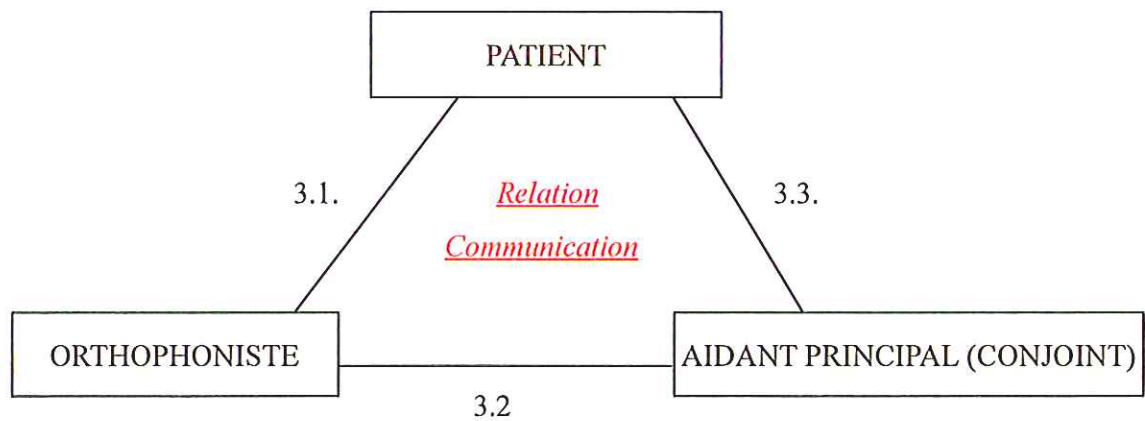 PATIENT
3.1.
Relation
3.3.
Communication
ORTHOPHONISTE
AIDANT PRINCIPAL (CONJOINT)
3.2